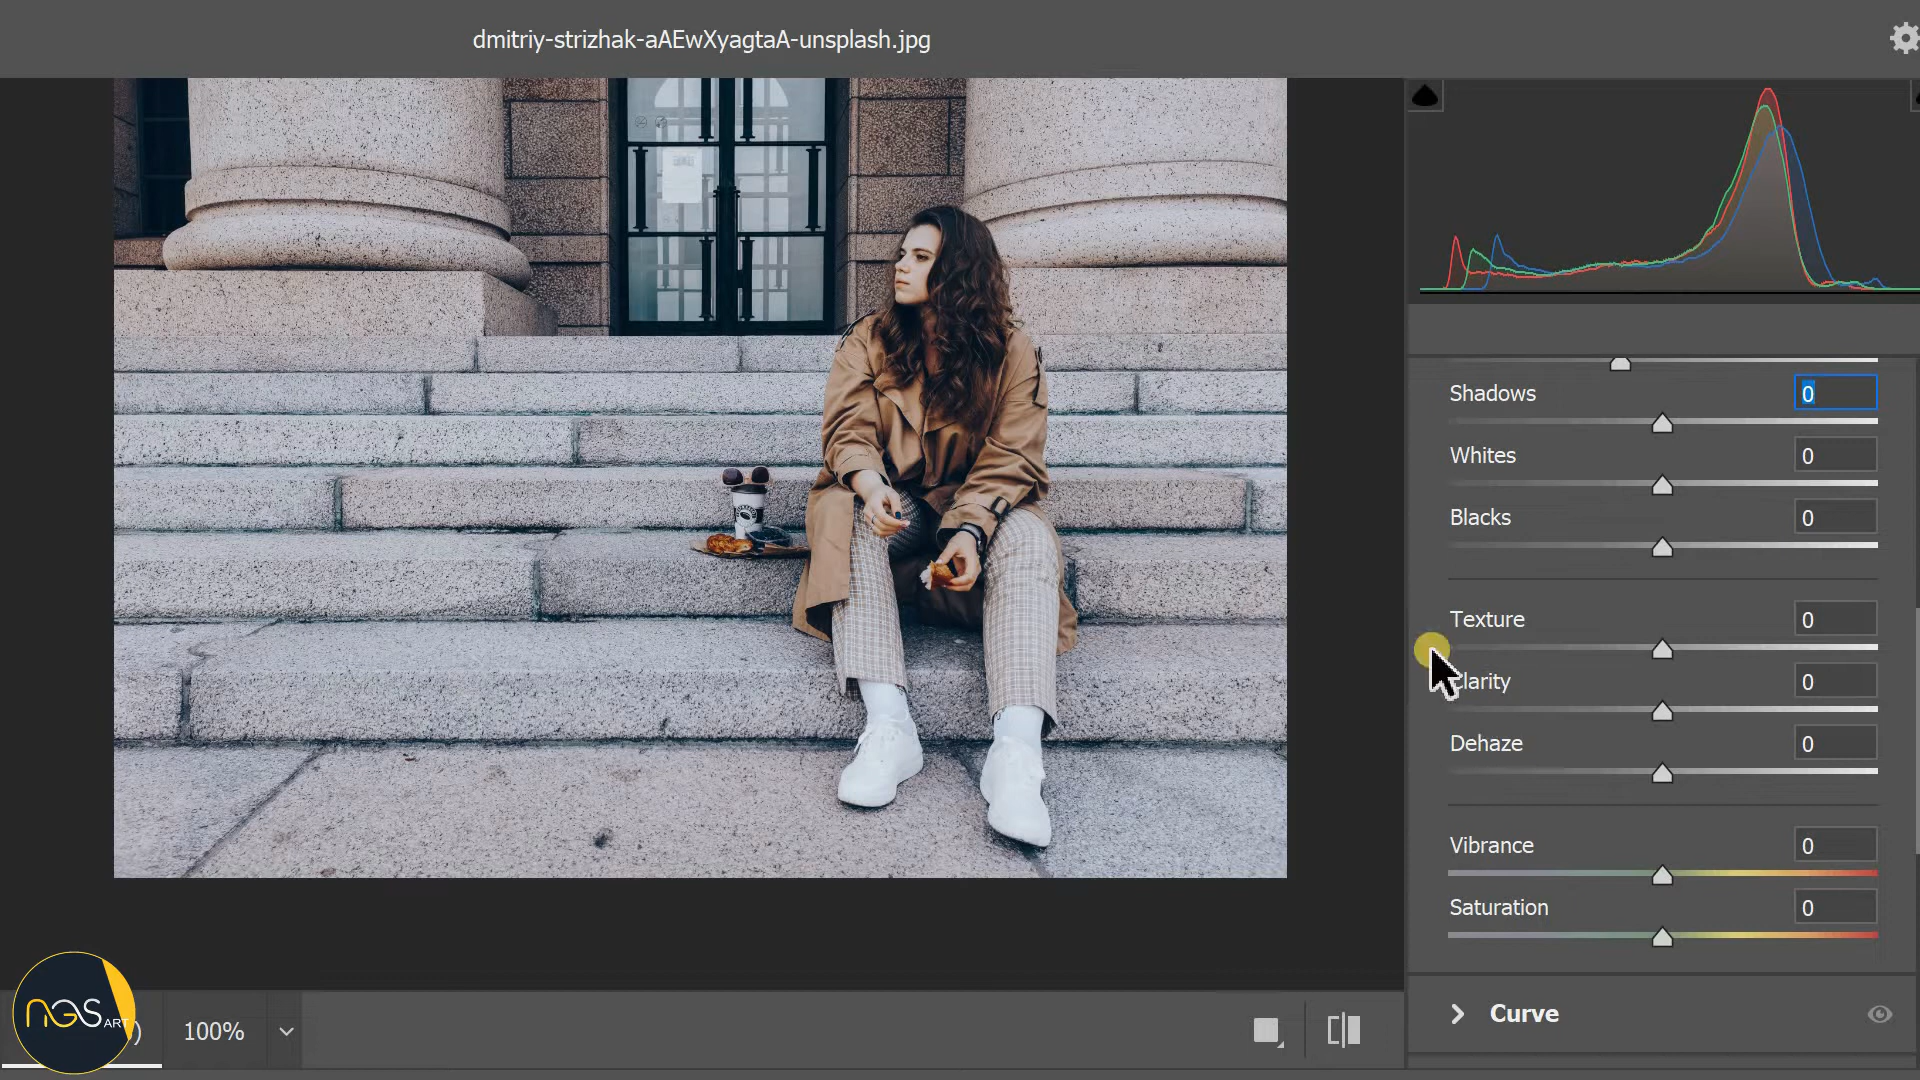 dmitriy-strizhak-aAEwXyagtaA-unsplash.jpg
Shadows 0
Whites 0
Blacks 0
Texture 0
Clarity 0
Dehaze 0
Vibrance 0
Saturation 0
Curve
NGS ART )
100%